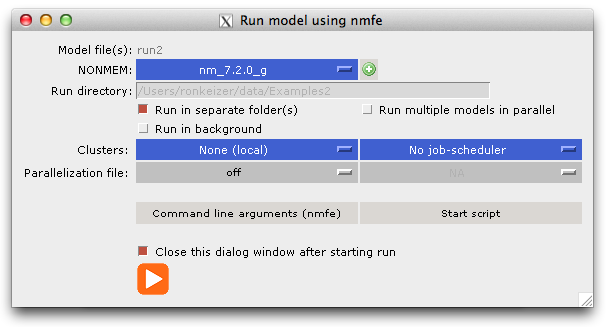 Run model using nmfe
Model file(s): run2
NONMEM: nm_7.2.0_g
Run directory: /Users/ronkeizer/data/Examples2
Run in separate folder(s) Run multiple models in parallel
Run in background
Clusters: None (local) No job-scheduler
Parallelization file: off NA
Command line arguments (nmfe) Start script
Close this dialog window after starting run